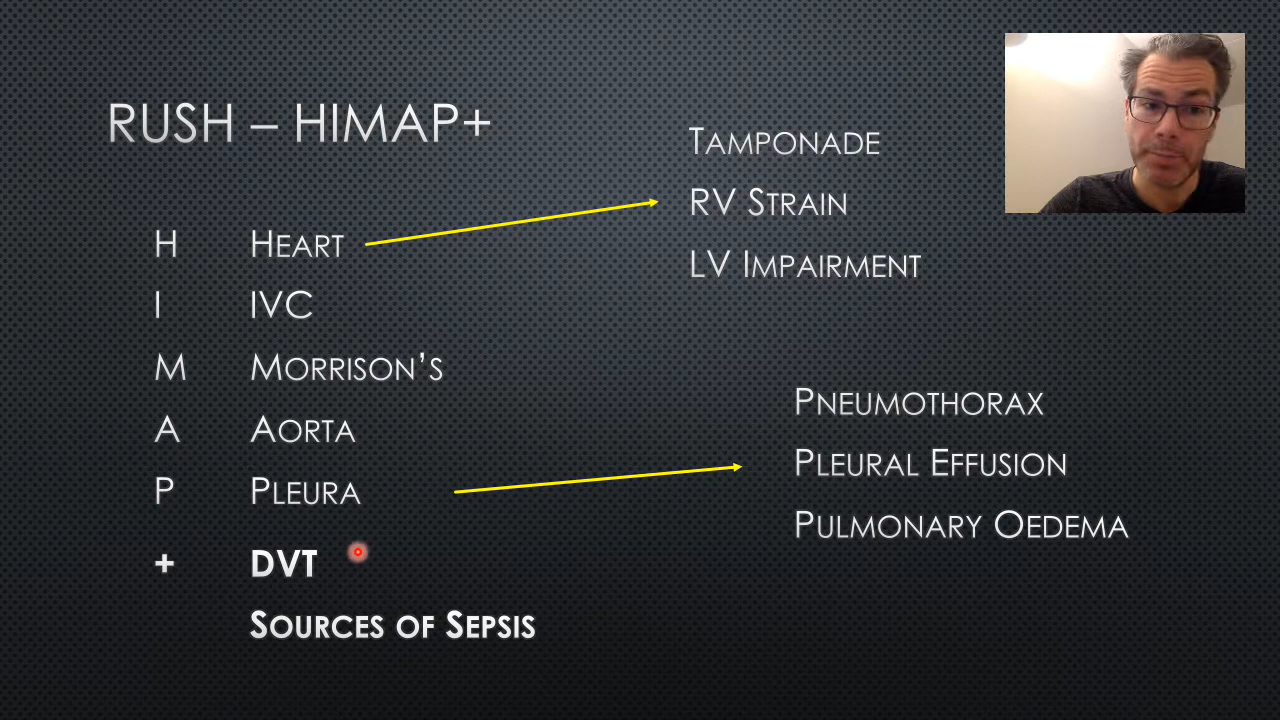 RUSH – HIMAP+
H HEART
I IVC
M MORRISON'S
A AORTA
P PLEURA
+ DVT
SOURCES OF SEPSIS
TAMPONADE
RV STRAIN
LV IMPAIRMENT
PNEUMOTHORAX
PLEURAL EFFUSION
PULMONARY OEDEMA